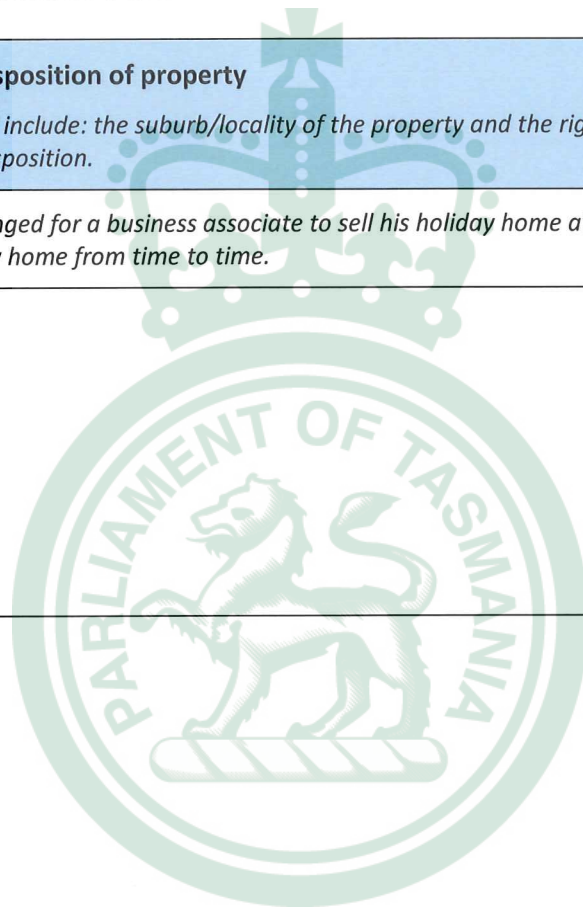 sposition of property
include: the suburb/locality of the property and the rig
position.
nged for a business associate to sell his holiday home a
home from time to time.
PARLIAMENT OF TASMANIA